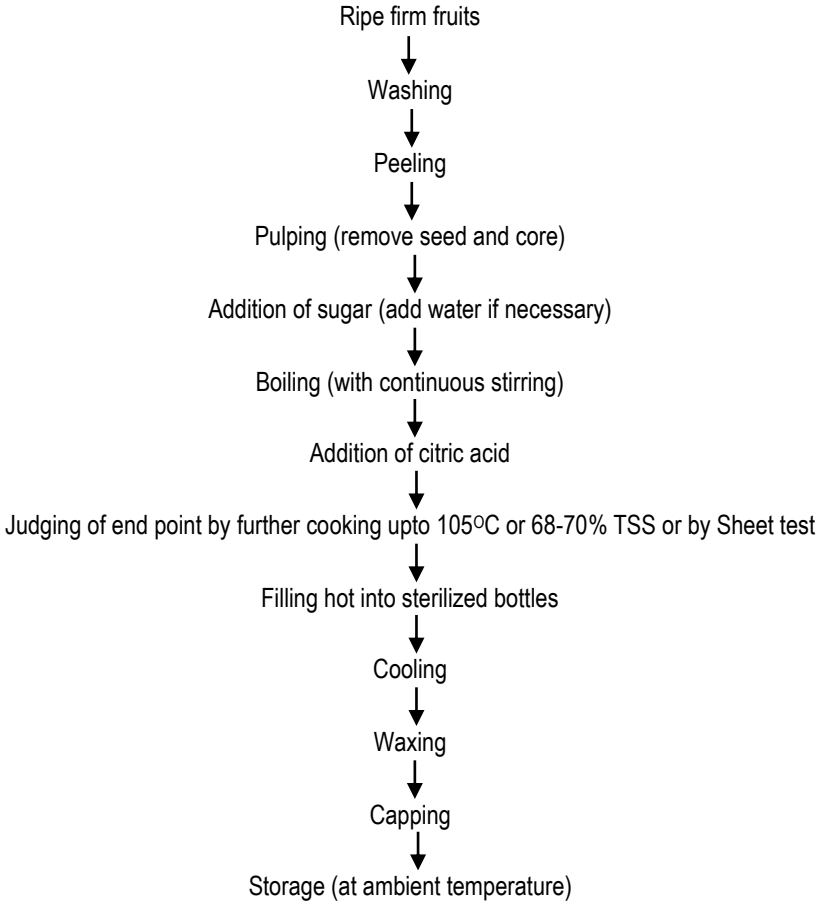 Ripe firm fruits
Washing
Peeling
Pulping (remove seed and core)
Addition of sugar (add water if necessary)
Boiling (with continuous stirring)
Addition of citric acid
Judging of end point by further cooking upto 105ºC or 68-70% TSS or by Sheet test
Filling hot into sterilized bottles
Cooling
Waxing
Capping
Storage (at ambient temperature)